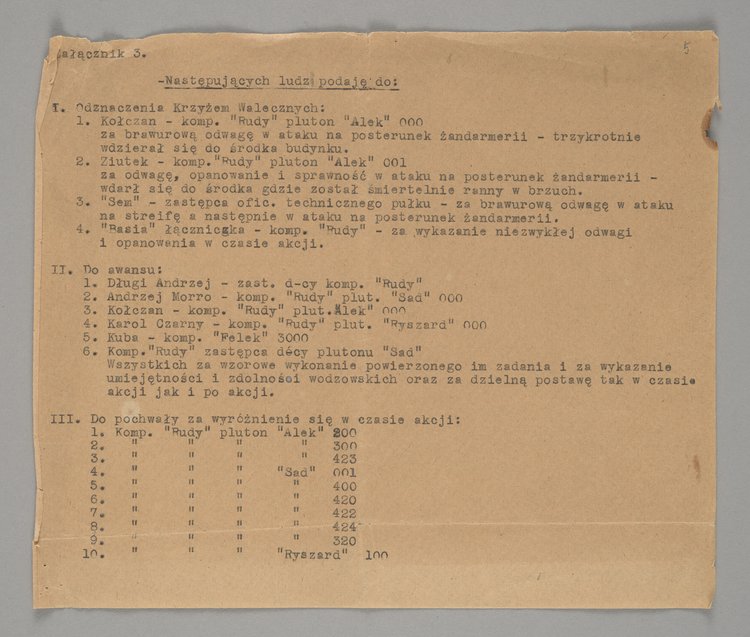 Załącznik 3.
5
-Następujących ludzi podaję do:
I. Odznaczenia Krzyżem Walecznych:
1. Kołczan - komp. "Rudy" pluton "Alek" 000
za brawurową odwagę w ataku na posterunek żandarmerii - trzykrotnie
wdzierał się do środka budynku.
2. Ziutek - komp."Rudy" pluton "Alek" 001
za odwagę, opanowanie i sprawność w ataku na posterunek żandarmerii -
wdarł się do środka gdzie został śmiertelnie ranny w brzuch.
3. "Sem" - zastępca ofic. technicznego pułku - za brawurową odwagę w ataku
na streifę a następnie w ataku na posterunek żandarmerii.
4. "Basia" łączniczka - komp. "Rudy" - za wykazanie niezwykłej odwagi
i opanowania w czasie akcji.
II. Do awansu:
1. Długi Andrzej - zast. d-cy komp. "Rudy"
2. Andrzej Morro - komp. "Rudy" plut. "Sad" 000
3. Kołczan - komp. "Rudy" plut."Alek" 000
4. Karol Czarny - komp. "Rudy" plut. "Ryszard" 000
5. Kuba - komp. "Felek" 3000
6. Komp."Rudy" zastępca décy plutonu "Sad"
Wszystkich za wzorowe wykonanie powierzonego im zadania i za wykazanie
umiejętności i zdolności wodzowskich oraz za dzielną postawę tak w czasie
akcji jak i po akcji.
III. Do pochwały za wyróżnienie się w czasie akcji:
1. Komp. "Rudy" pluton "Alek" 200
2. " " " " 300
3. " " " " 423
4. " " " "Sad" 001
5. " " " " 400
6. " " " " 420
7. " " " " 422
8. " " " " 424
9. " " " " 320
10. " " " "Ryszard" 100